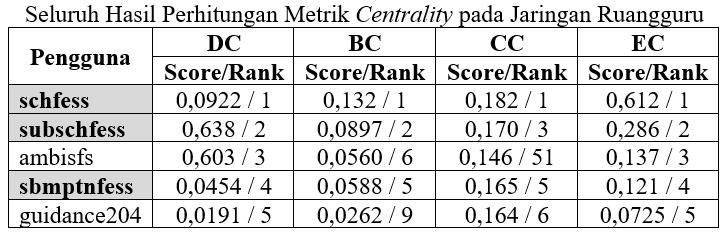 Seluruh Hasil Perhitungan Metrik Centrality pada Jaringan Ruangguru
Pengguna DC BC CC EC
Score/Rank Score/Rank Score/Rank Score/Rank
schfess 0,0922 / 1 0,132 / 1 0,182 / 1 0,612 / 1
subschfess 0,638 / 2 0,0897 / 2 0,170 / 3 0,286 / 2
ambisfs 0,603 / 3 0,0560 / 6 0,146 / 51 0,137 / 3
sbmptnfess 0,0454 / 4 0,0588 / 5 0,165 / 5 0,121 / 4
guidance204 0,0191 / 5 0,0262 / 9 0,164 / 6 0,0725 / 5